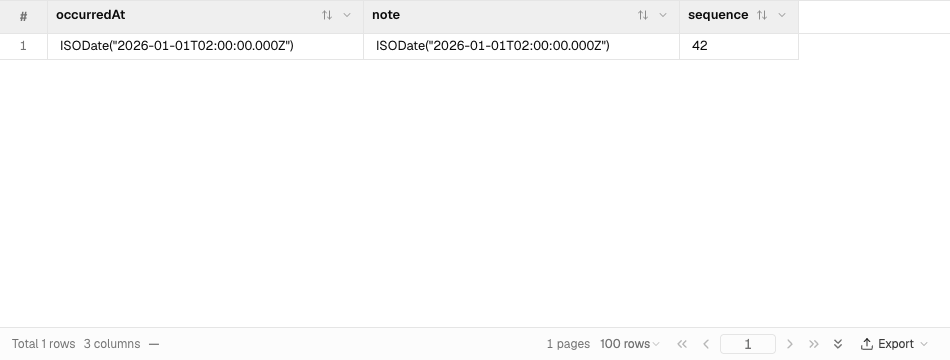 # occurredAt note sequence
1 ISODate("2026-01-01T02:00:00.000Z") ISODate("2026-01-01T02:00:00.000Z") 42
Total 1 rows 3 columns — 1 pages 100 rows 1 Export